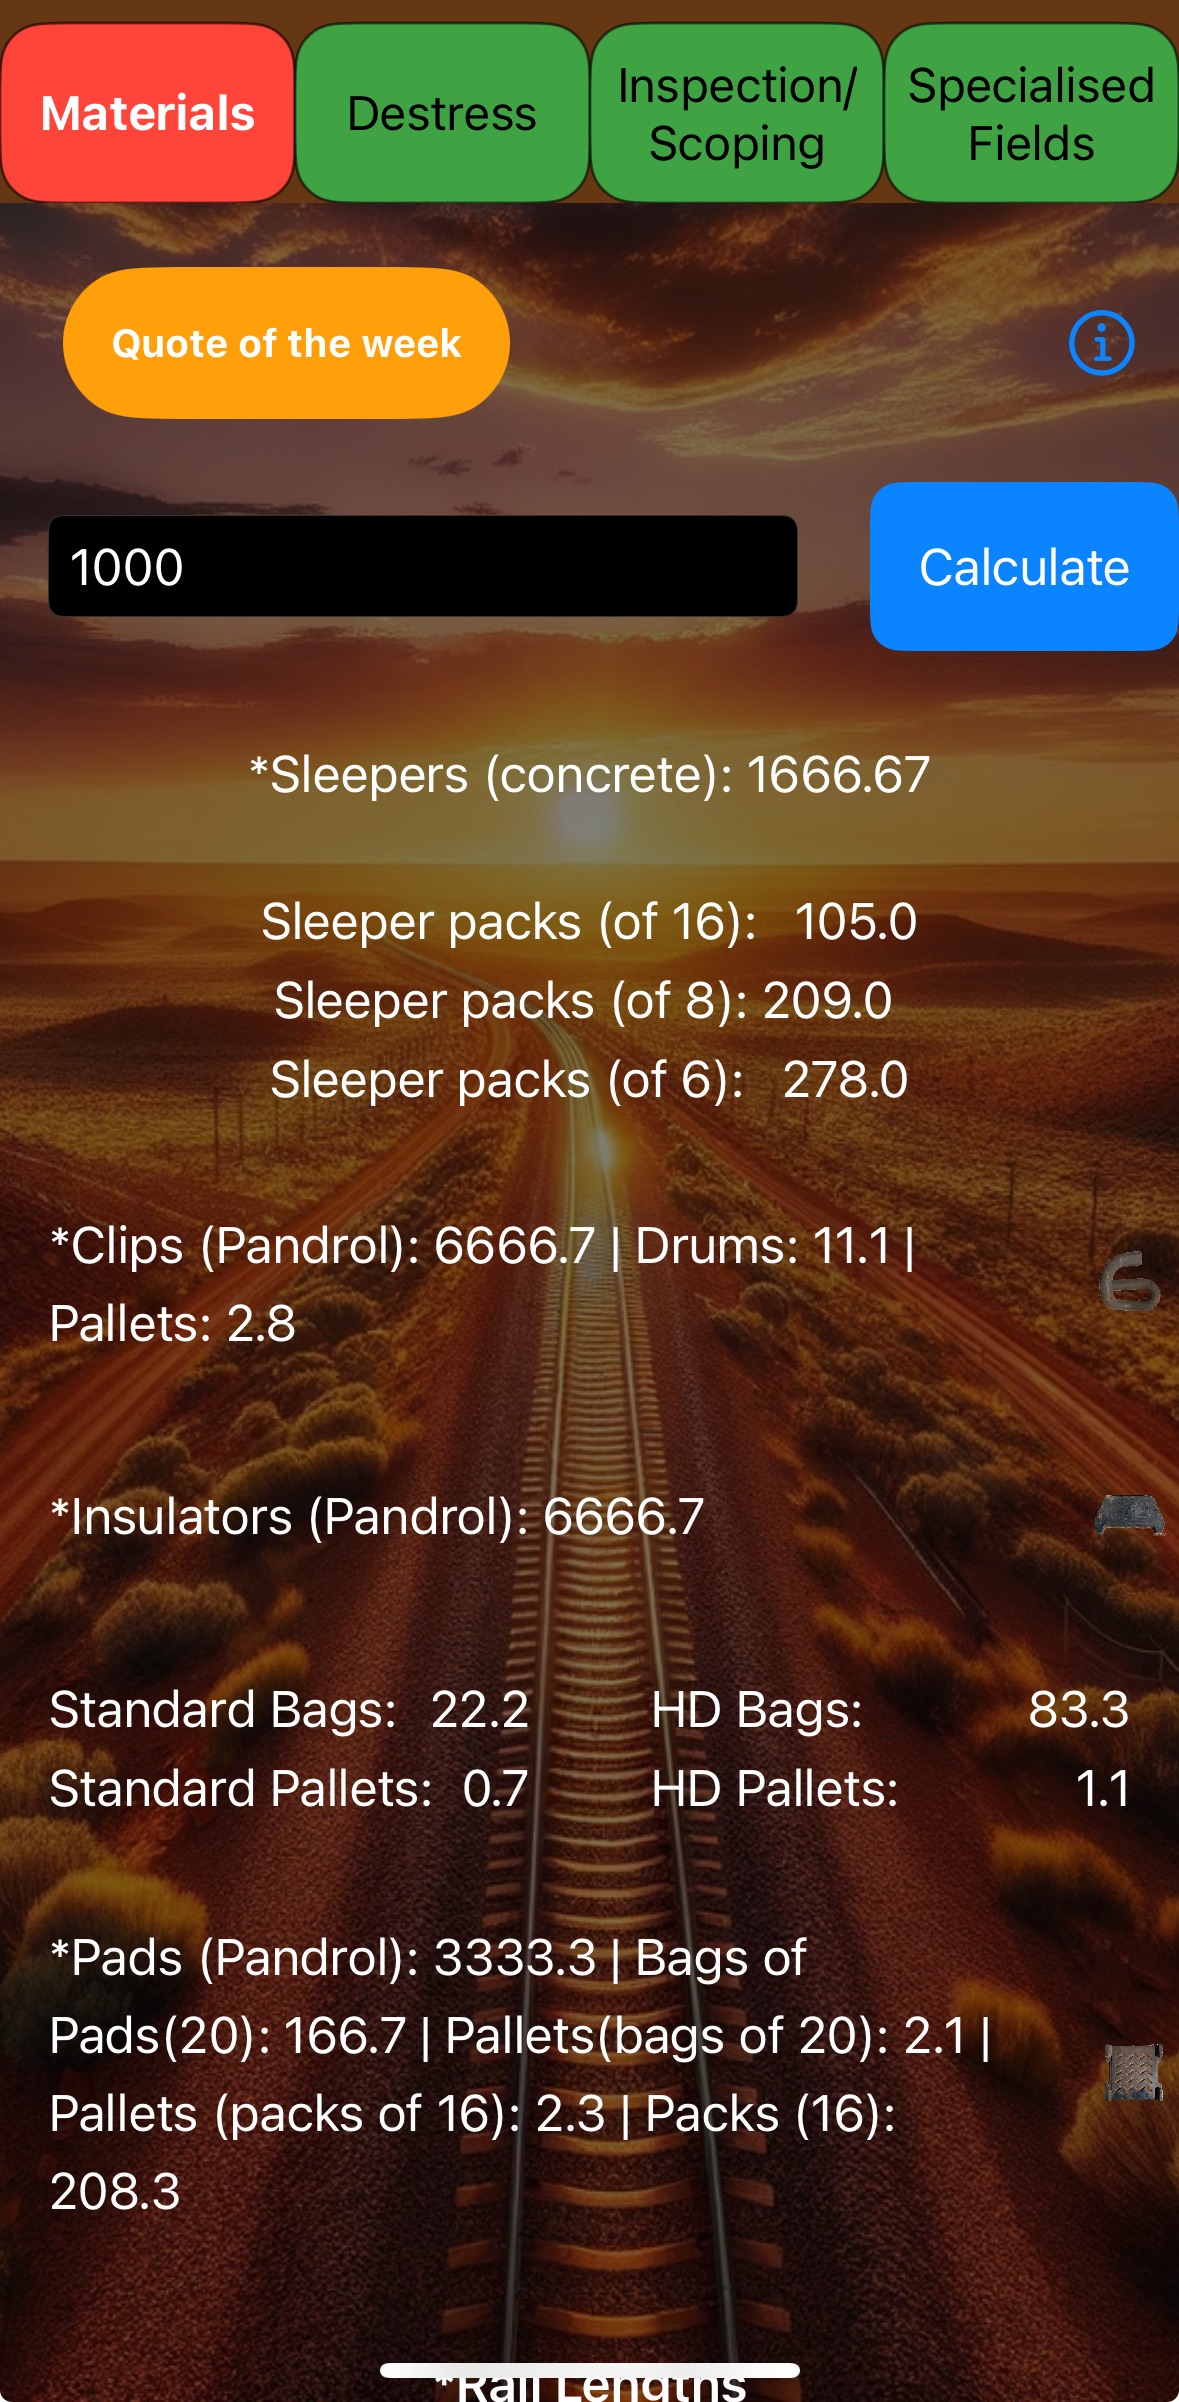 Materials
Destress
Inspection/
Scoping
Specialised
Fields
Quote of the week
1000
Calculate
*Sleepers (concrete): 1666.67
Sleeper packs (of 16): 105.0
Sleeper packs (of 8): 209.0
Sleeper packs (of 6): 278.0
*Clips (Pandrol): 6666.7 | Drums: 11.1 |
Pallets: 2.8
*Insulators (Pandrol): 6666.7
Standard Bags: 22.2 HD Bags: 83.3
Standard Pallets: 0.7 HD Pallets: 1.1
*Pads (Pandrol): 3333.3 | Bags of
Pads(20): 166.7 | Pallets(bags of 20): 2.1 |
Pallets (packs of 16): 2.3 | Packs (16):
208.3
*Rail Lengths